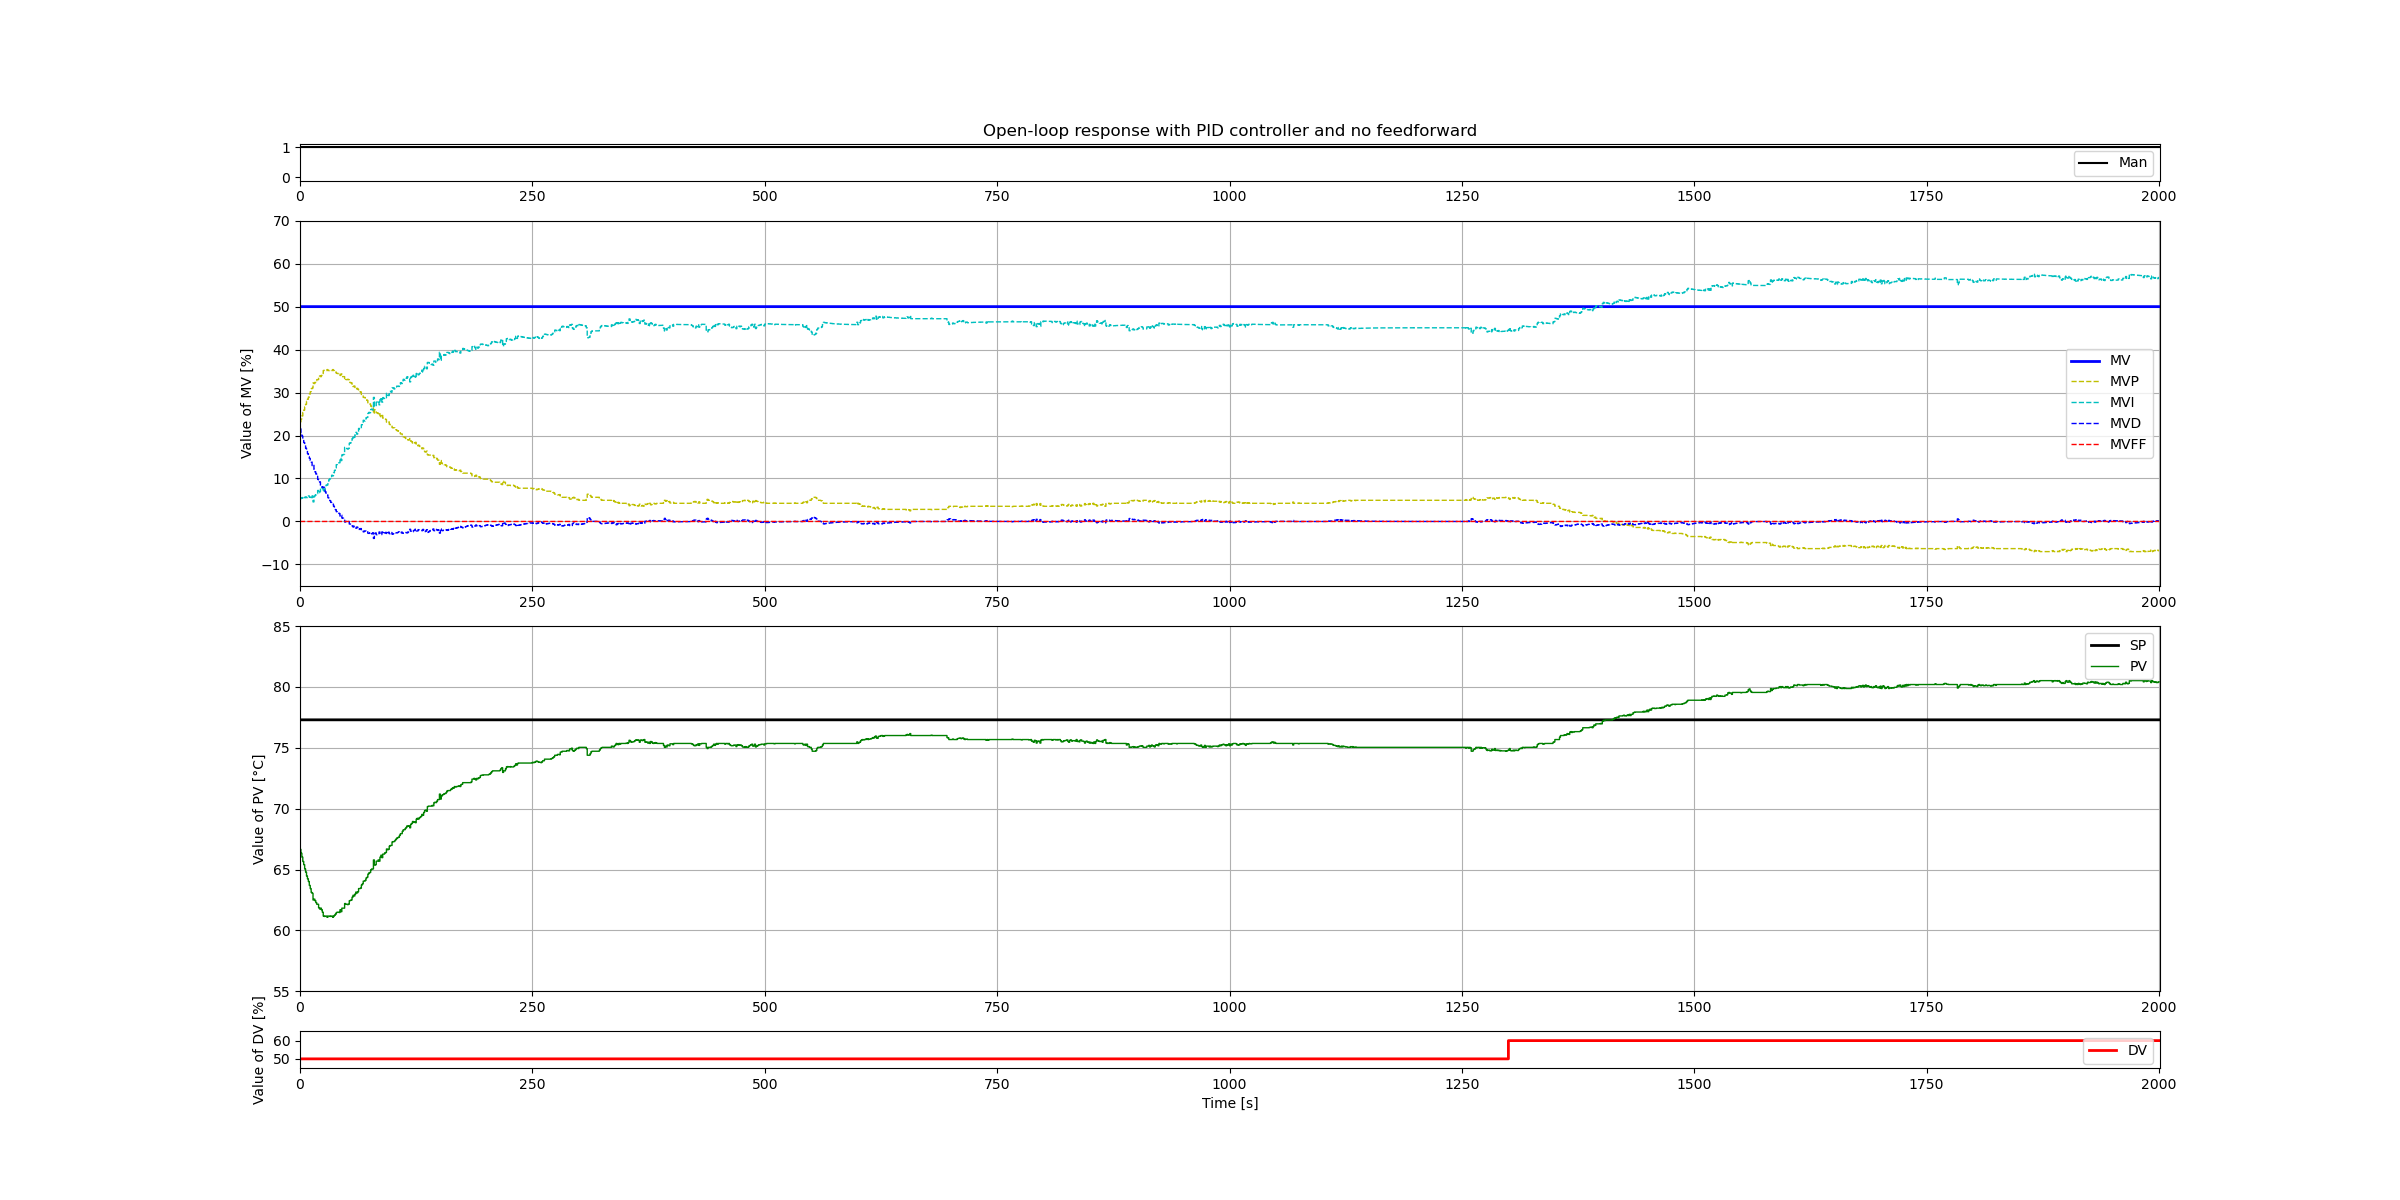 Open-loop response with PID controller and no feedforward
1
0
Man
0 250 500 750 1000 1250 1500 1750 2000
Value of MV [%]
70
60
50
40
30
20
10
0
−10
MV
MVP
MVI
MVD
MVFF
0 250 500 750 1000 1250 1500 1750 2000
Value of PV [°C]
85
80
75
70
65
60
55
SP
PV
0 250 500 750 1000 1250 1500 1750 2000
Value of DV [%]
60
50
DV
0 250 500 750 1000 1250 1500 1750 2000
Time [s]